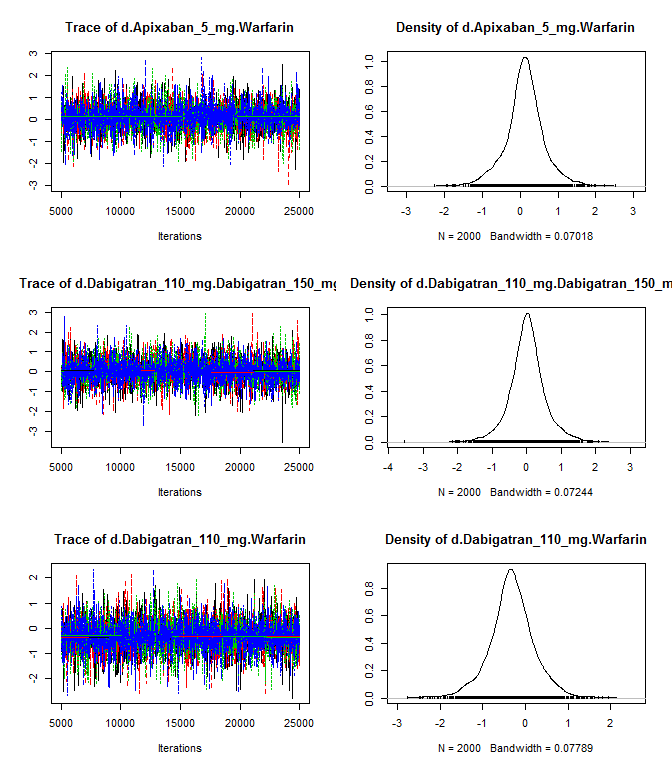 Trace of d.Apixaban_5_mg.Warfarin
3
2
1
0
-1
-2
-3
5000 10000 15000 20000 25000
Iterations
Density of d.Apixaban_5_mg.Warfarin
1.0
0.8
0.6
0.4
0.2
0.0
-3 -2 -1 0 1 2 3
N = 2000 Bandwidth = 0.07018
Trace of d.Dabigatran_110_mg.Dabigatran_150_mg
3
2
1
0
-1
-2
-3
5000 10000 15000 20000 25000
Iterations
Density of d.Dabigatran_110_mg.Dabigatran_150_m
1.0
0.8
0.6
0.4
0.2
0.0
-4 -3 -2 -1 0 1 2 3
N = 2000 Bandwidth = 0.07244
Trace of d.Dabigatran_110_mg.Warfarin
2
1
0
-1
-2
5000 10000 15000 20000 25000
Iterations
Density of d.Dabigatran_110_mg.Warfarin
0.8
0.6
0.4
0.2
0.0
-3 -2 -1 0 1 2
N = 2000 Bandwidth = 0.07789